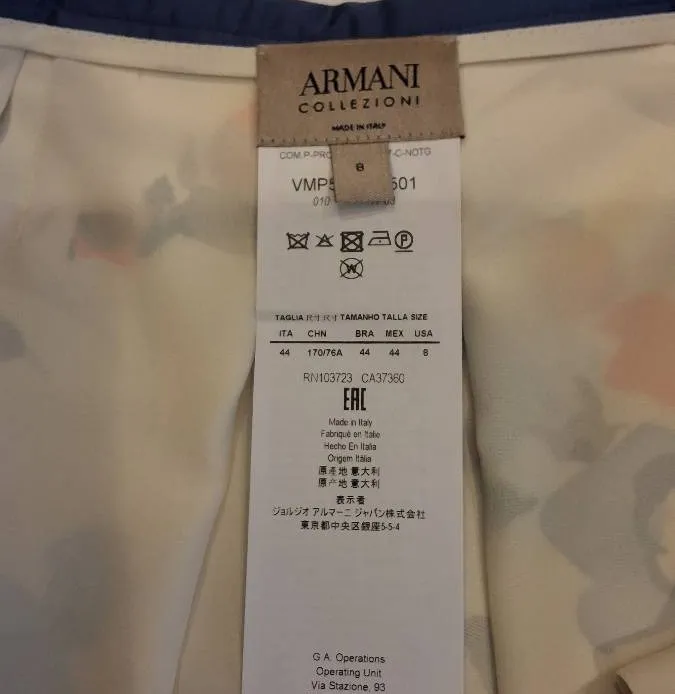 ARMANI
COLLEZIONI
MADE IN ITALY
8
VMP5 501
010
TAGLIA 尺寸 尺寸 TAMANHO TALLA SIZE
ITA CHN BRA MEX USA
44 170/76A 44 44 8
RN103723 CA37360
EAC
Made in Italy
Fabriqué en Italie
Hecho En Italia
Origem Itália
原產地 意大利
原产地 意大利
表示者
ジョルジオ アルマーニ ジャパン株式会社
東京都中央区銀座5-5-4
G.A. Operations
Operating Unit
Via Stazione, 93